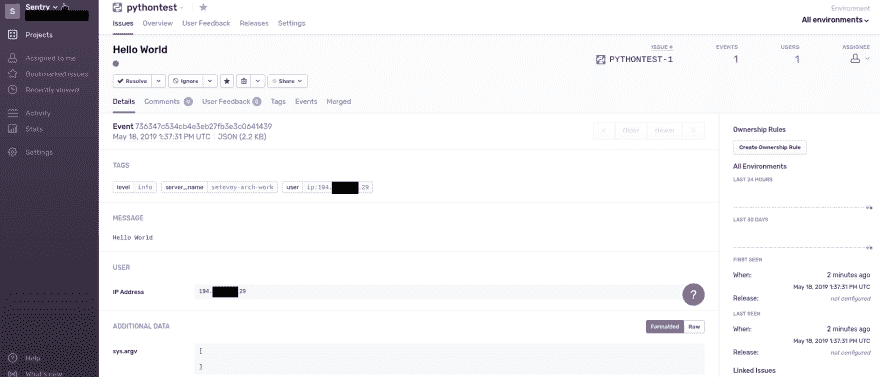 S Sentry
Projects
Assigned to me
Bookmarked issues
Recently viewed
Activity
Stats
Settings
Help
What's new
pythontest
Issues Overview User Feedback Releases Settings
Environment
All environments
Hello World
ISSUE # EVENTS USERS ASSIGNEE
PYTHONTEST-1 1 1
Resolve Ignore Share
Details Comments 0 User Feedback 0 Tags Events Merged
Event
May 18, 2019 1:37:31 PM UTC JSON (2.2 KB)
Older Newer
TAGS
level info server_name setevoy-arch-work user ip:194. .29
MESSAGE
Hello World
USER
IP Address 194. 29
?
ADDITIONAL DATA
Formatted Raw
sys.argv [
]
Ownership Rules
Create Ownership Rule
All Environments
LAST 24 HOURS
LAST 30 DAYS
FIRST SEEN
When: 2 minutes ago
May 18, 2019 1:37:31 PM UTC
Release: not configured
LAST SEEN
When: 2 minutes ago
May 18, 2019 1:37:31 PM UTC
Release: not configured
Linked Issues